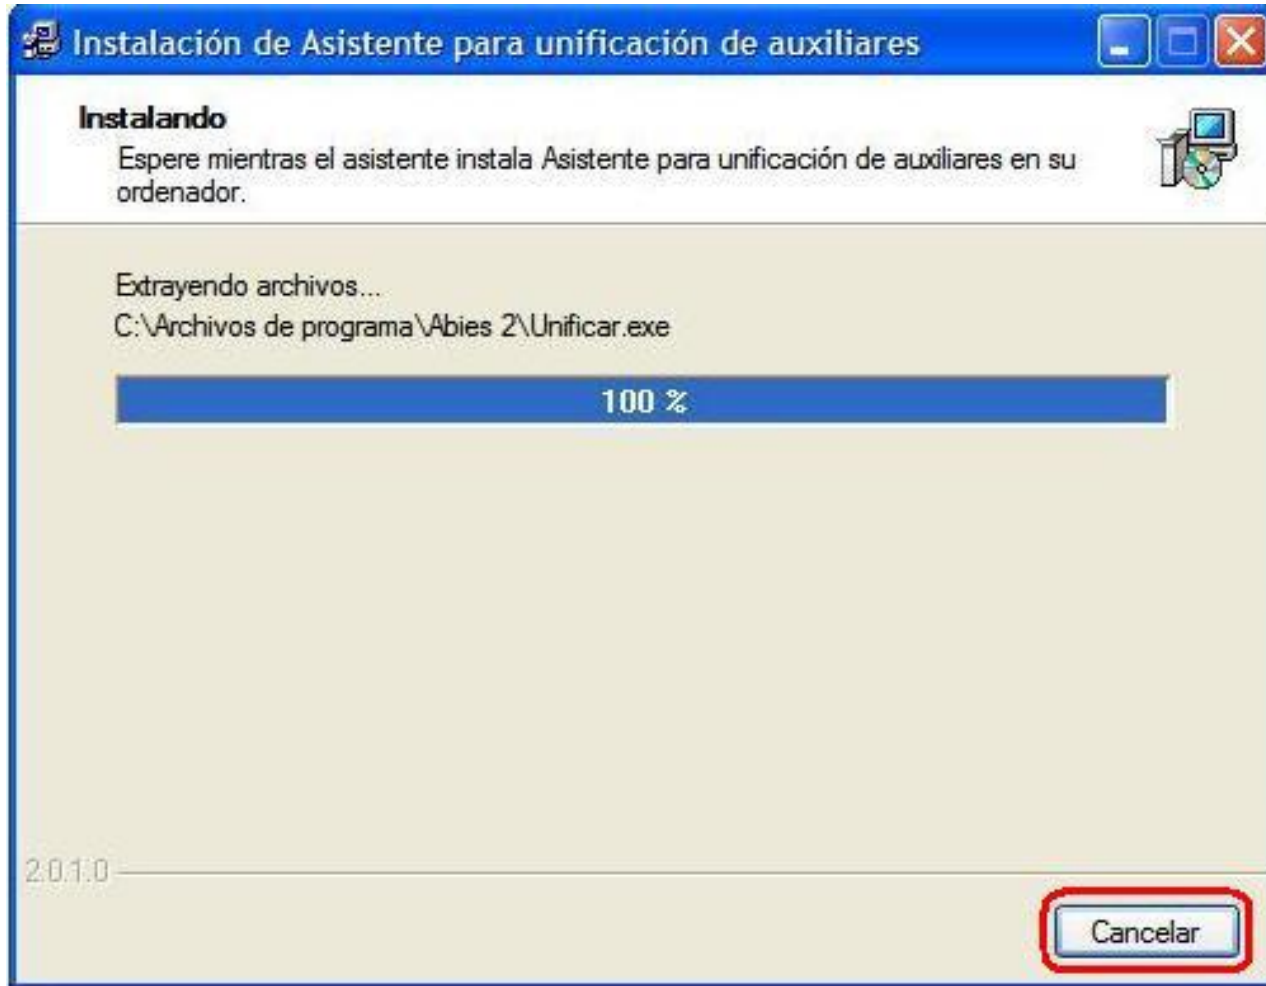 Instalación de Asistente para unificación de auxiliares
Instalando
Espere mientras el asistente instala Asistente para unificación de auxiliares en su
ordenador.
Extrayendo archivos...
C:\Archivos de programa\Abies 2\Unificar.exe
100 %
2.0.1.0
Cancelar